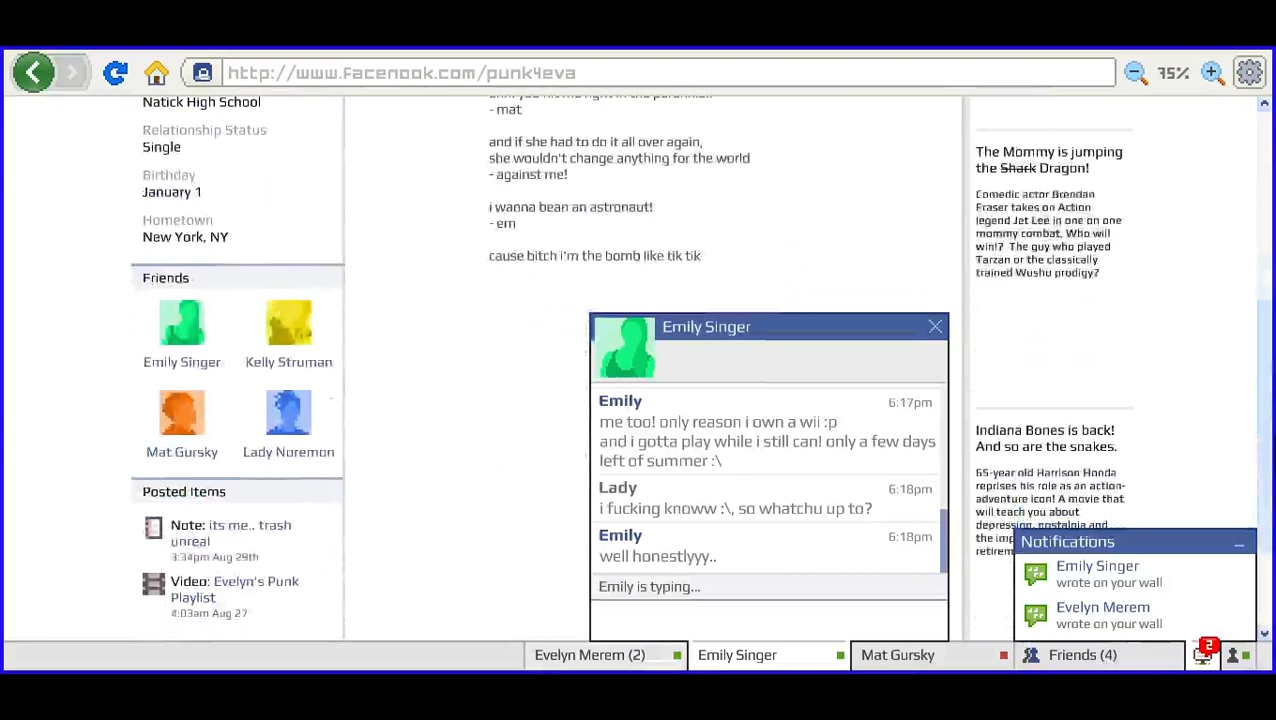 http://www.facenook.com/punk4eva
75%
Natick High School
Relationship Status
Single
Birthday
January 1
Hometown
New York, NY
Friends
Emily Singer
Kelly Struman
Mat Gursky
Lady Noremon
Posted Items
Note: its me.. trash
unreal
3:34pm Aug 29th
Video: Evelyn's Punk
Playlist
4:03am Aug 27
- mat
and if she had to do it all over again,
she wouldn't change anything for the world
- against me!
i wanna bean an astronaut!
- em
cause bitch i'm the bomb like tik tik
Emily Singer
Emily 6:17pm
me too! only reason i own a wii :p
and i gotta play while i still can! only a few days
left of summer :\
Lady 6:18pm
i fucking knoww :\, so whatchu up to?
Emily 6:18pm
well honestlyyy..
Emily is typing...
The Mommy is jumping
the Shark Dragon!
Comedic actor Brendan
Fraser takes on Action
legend Jet Lee in one on one
mommy combat. Who will
win!? The guy who played
Tarzan or the classically
trained Wushu prodigy?
Indiana Bones is back!
And so are the snakes.
65-year old Harrison Honda
reprises his role as an action-
adventure icon! A movie that
will teach you about
depression, nostalgia and
the imp
retirem
Notifications
Emily Singer
wrote on your wall
Evelyn Merem
wrote on your wall
Evelyn Merem (2)
Emily Singer
Mat Gursky
Friends (4)
2